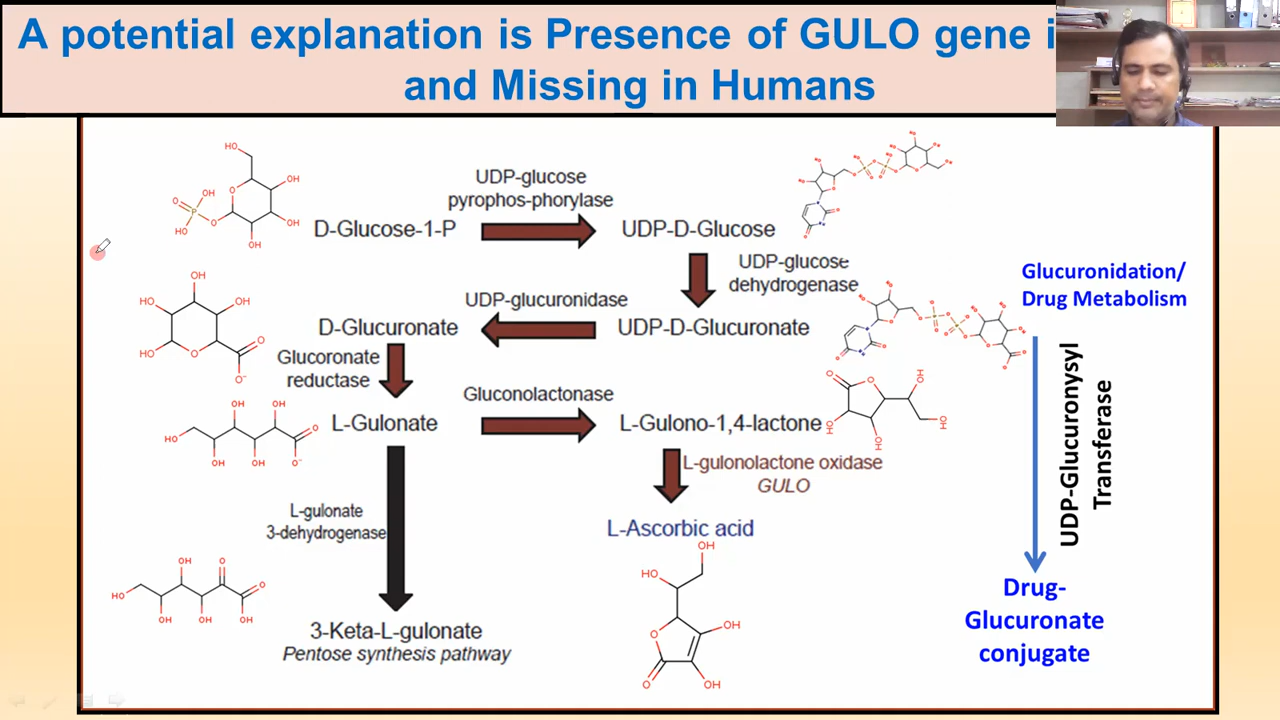 A potential explanation is Presence of GULO gene i
and Missing in Humans
UDP-glucose
pyrophos-phorylase
D-Glucose-1-P
UDP-D-Glucose
UDP-glucose
dehydrogenase
Glucuronidation/
Drug Metabolism
UDP-glucuronidase
D-Glucuronate
UDP-D-Glucuronate
Glucoronate
reductase
Gluconolactonase
L-Gulonate
L-Gulono-1,4-lactone
L-gulonolactone oxidase
GULO
UDP-Glucuronysyl
Transferase
L-gulonate
3-dehydrogenase
L-Ascorbic acid
Drug-
Glucuronate
conjugate
3-Keta-L-gulonate
Pentose synthesis pathway